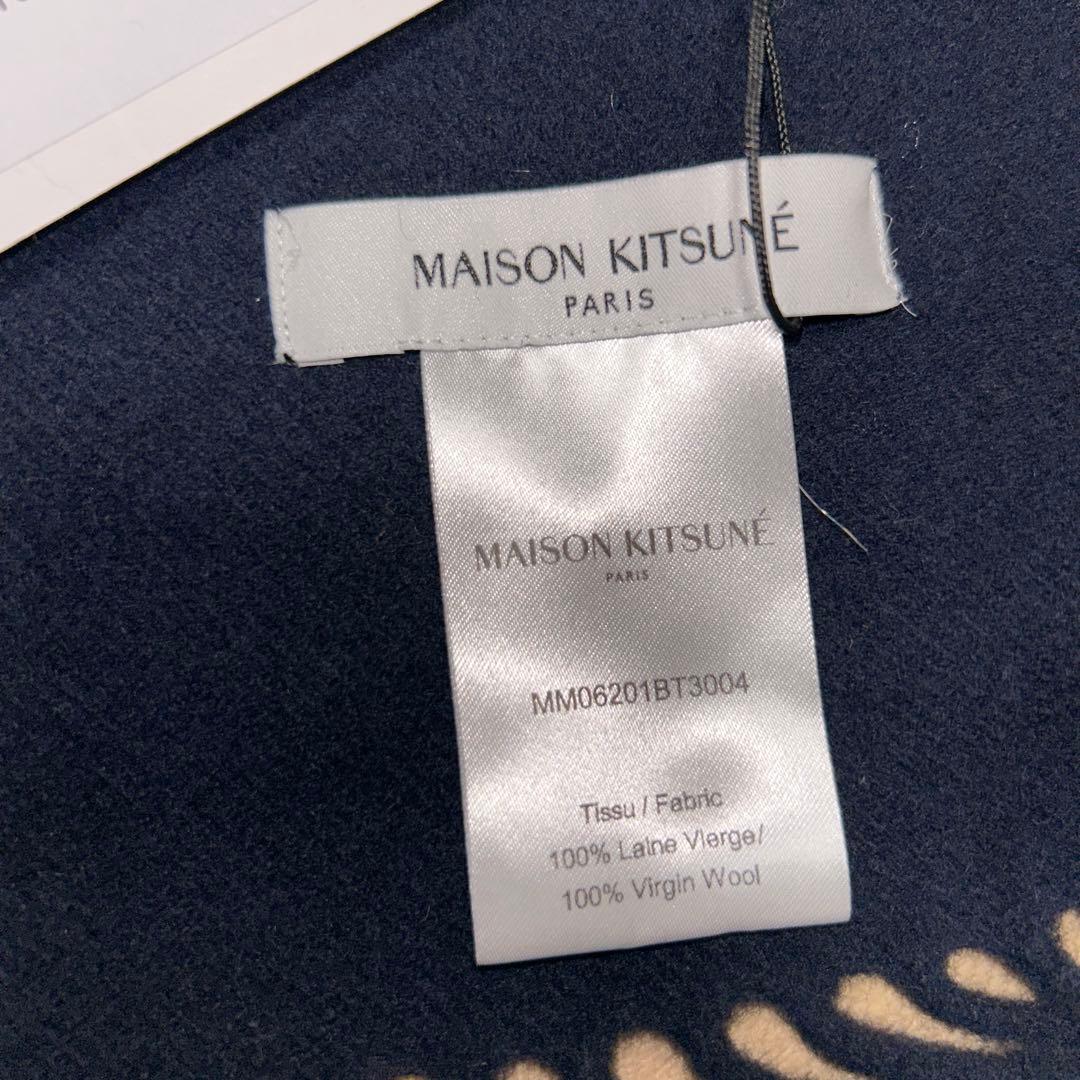 MAISON KITSUNÉ
PARIS
MAISON KITSUNÉ
PARIS
MM06201BT3004
Tissu / Fabric
100% Laine Vierge/
100% Virgin Wool